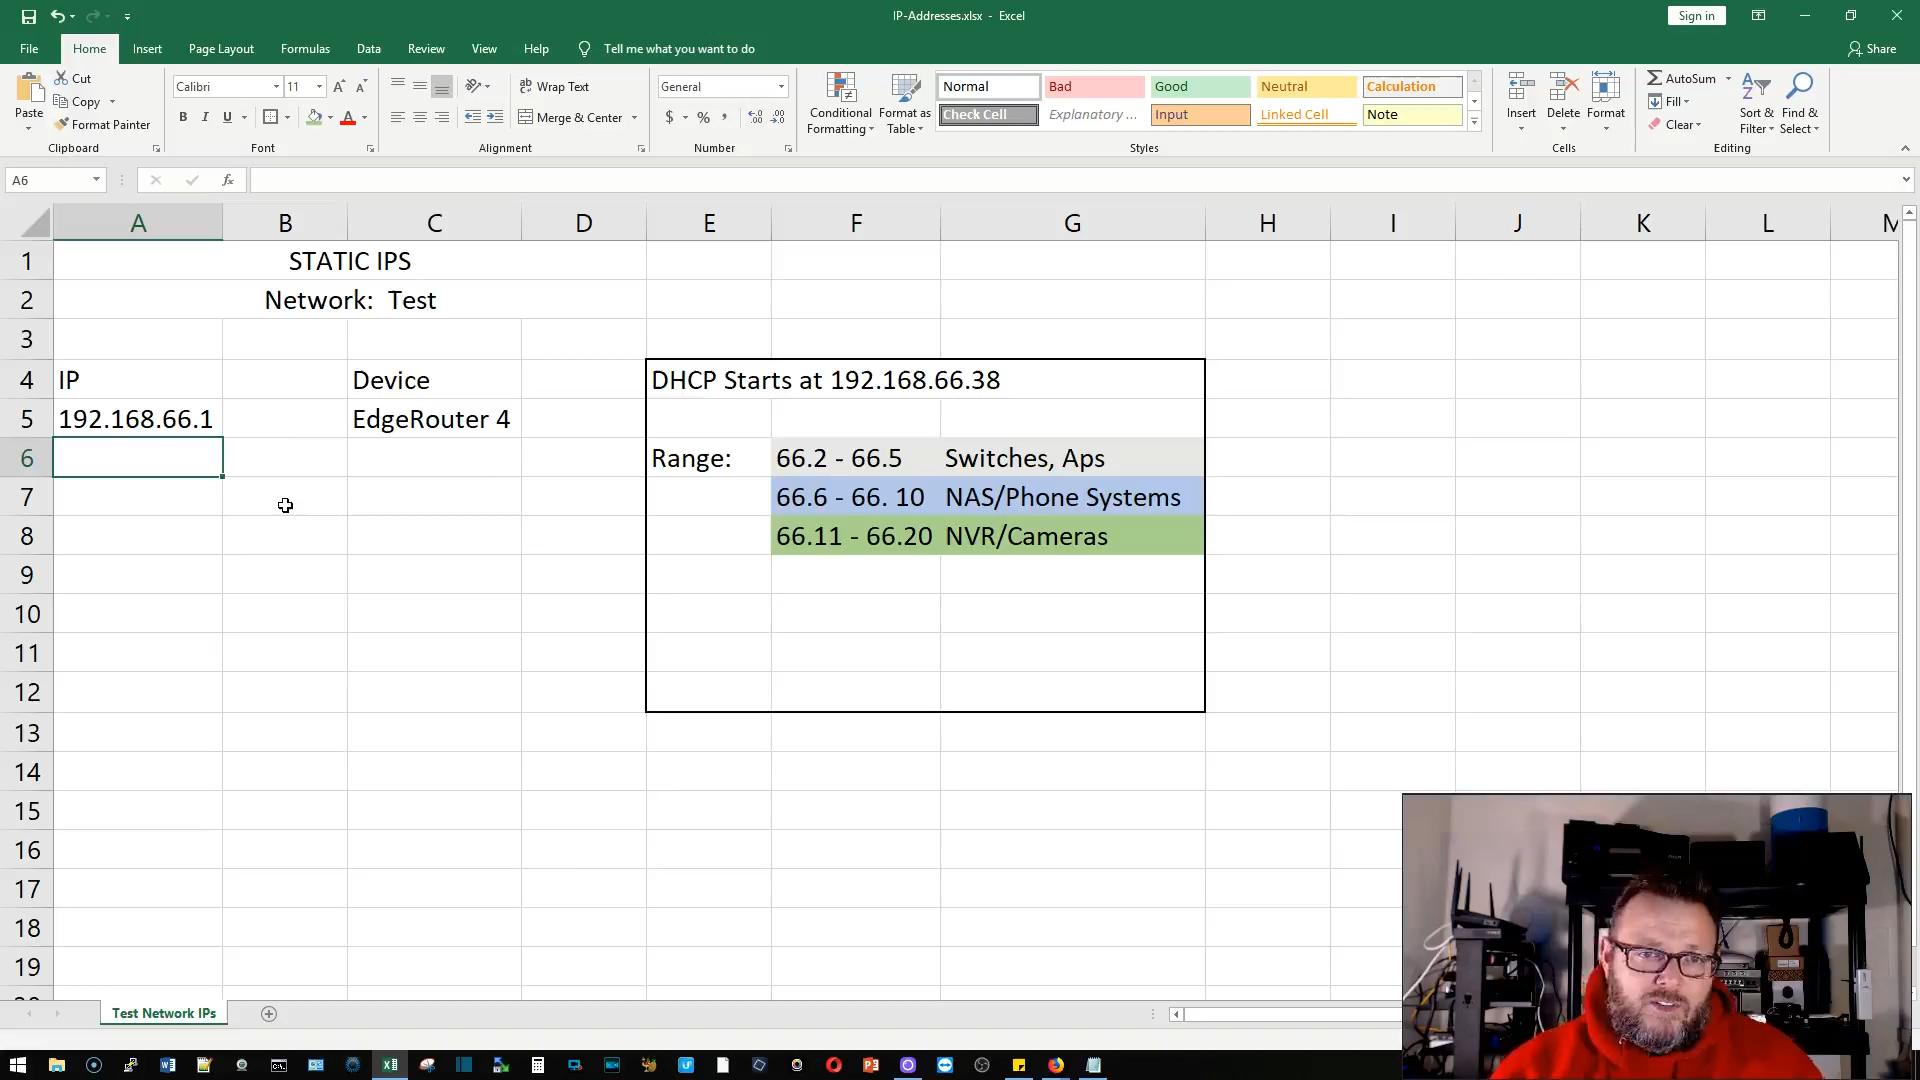 IP-Addresses.xlsx - Excel
Sign in
File Home Insert Page Layout Formulas Data Review View Help Tell me what you want to do Share
Paste
Cut
Copy
Format Painter
Clipboard
Calibri 11
B I U
Font
Wrap Text
Merge & Center
Alignment
General
$ % ,
Number
Conditional Formatting
Format as Table
Normal Bad Good Neutral Calculation
Check Cell Explanatory ... Input Linked Cell Note
Styles
Insert Delete Format
Cells
AutoSum
Fill
Clear
Sort & Filter
Find & Select
Editing
A6 fx
A B C D E F G H I J K L M
1 STATIC IPS
2 Network: Test
3
4 IP Device DHCP Starts at 192.168.66.38
5 192.168.66.1 EdgeRouter 4
6 Range: 66.2 - 66.5 Switches, Aps
7 66.6 - 66. 10 NAS/Phone Systems
8 66.11 - 66.20 NVR/Cameras
9
10
11
12
13
14
15
16
17
18
19
Test Network IPs